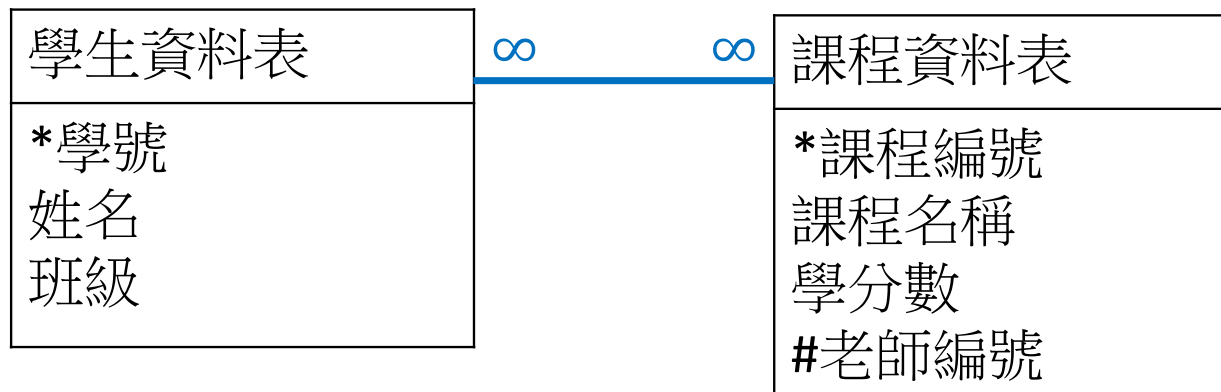 學生資料表
∞ ∞
課程資料表
*學號
姓名
班級
*課程編號
課程名稱
學分數
#老師編號